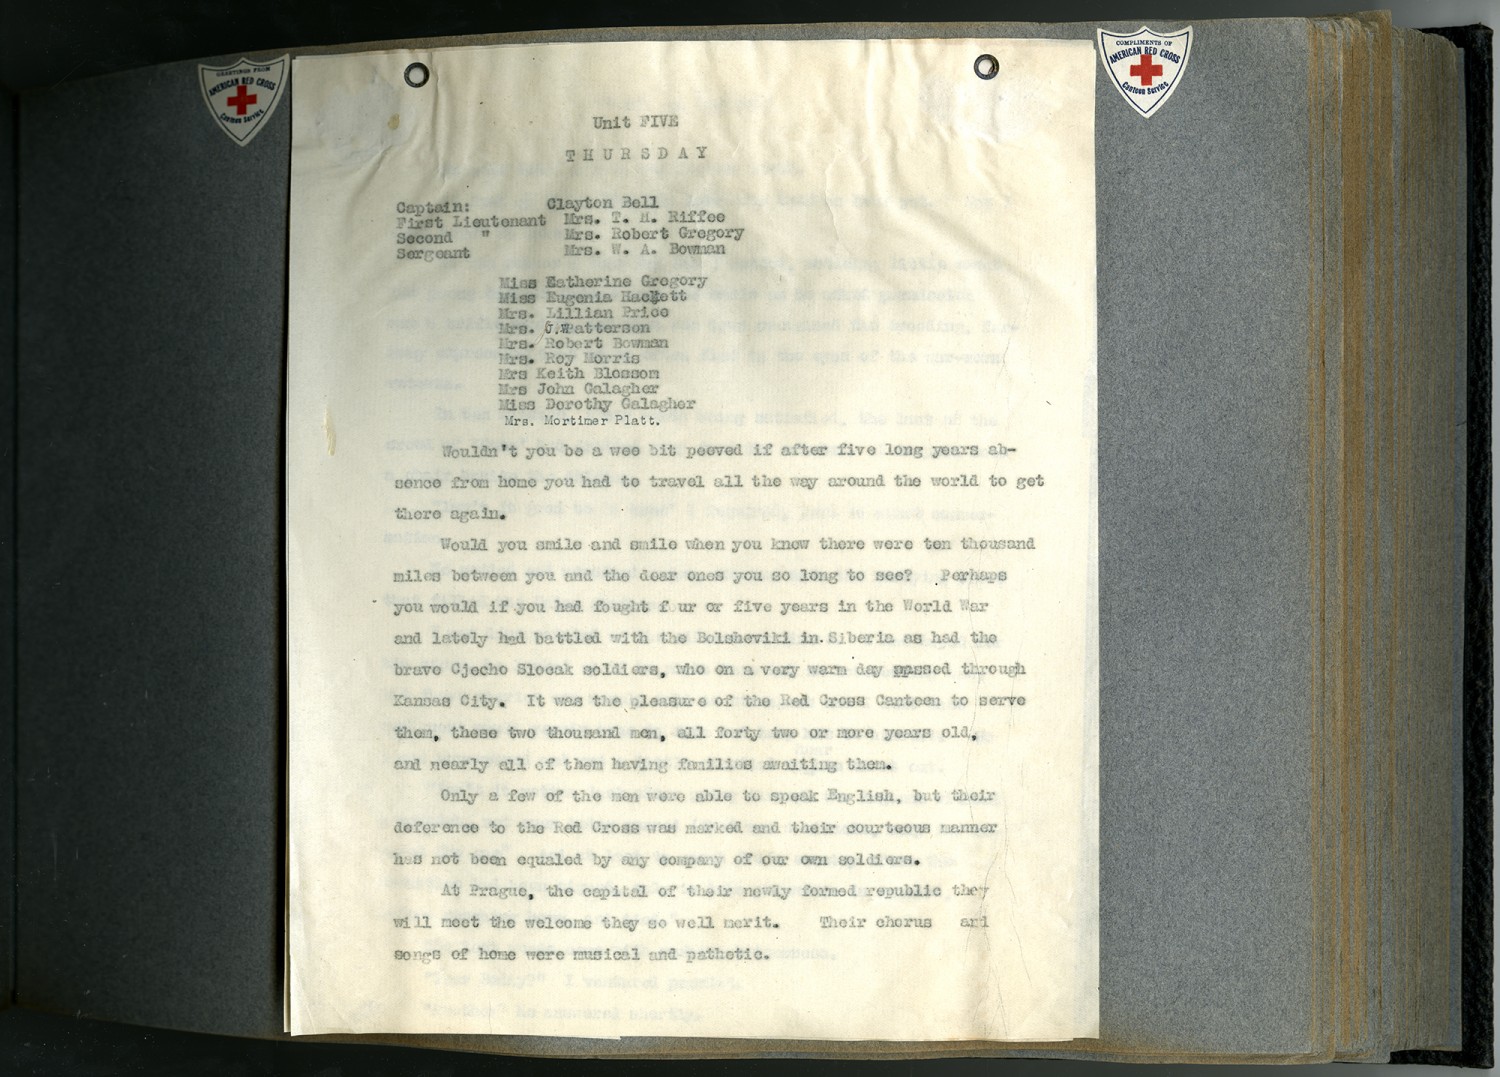 GREETINGS FROM
AMERICAN RED CROSS
Canteen Service
COMPLIMENTS OF
AMERICAN RED CROSS
Canteen Service
Unit FIVE
THURSDAY
Captain: Clayton Bell
First Lieutenant Mrs. T. H. Riffee
Second " Mrs. Robert Gregory
Sergeant Mrs. W. A. Bowman
Miss Katherine Gregory
Miss Eugenia Hackett
Mrs. Lillian Price
Mrs. J.Watterson
Mrs. Robert Bowman
Mrs. Roy Morris
Mrs Keith Blossom
Mrs John Galagher
Miss Dorothy Galagher
Mrs. Mortimer Platt.
Wouldn't you be a wee bit peeved if after five long years ab-
sence from home you had to travel all the way around the world to get
there again.
Would you smile and smile when you knew there were ten thousand
miles between you and the dear ones you so long to see? Perhaps
you would if you had fought four or five years in the World War
and lately had battled with the Bolsheviki in Siberia as had the
brave Cjecho Slocak soldiers, who on a very warm day passed through
Kansas City. It was the pleasure of the Red Cross Canteen to serve
them, these two thousand men, all forty two or more years old,
and nearly all of them having families awaiting them.
Only a few of the men were able to speak English, but their
deference to the Red Cross was marked and their courteous manner
has not been equaled by any company of our own soldiers.
At Prague, the capital of their newly formed republic they
will meet the welcome they so well merit. Their chorus and
songs of home were musical and pathetic.